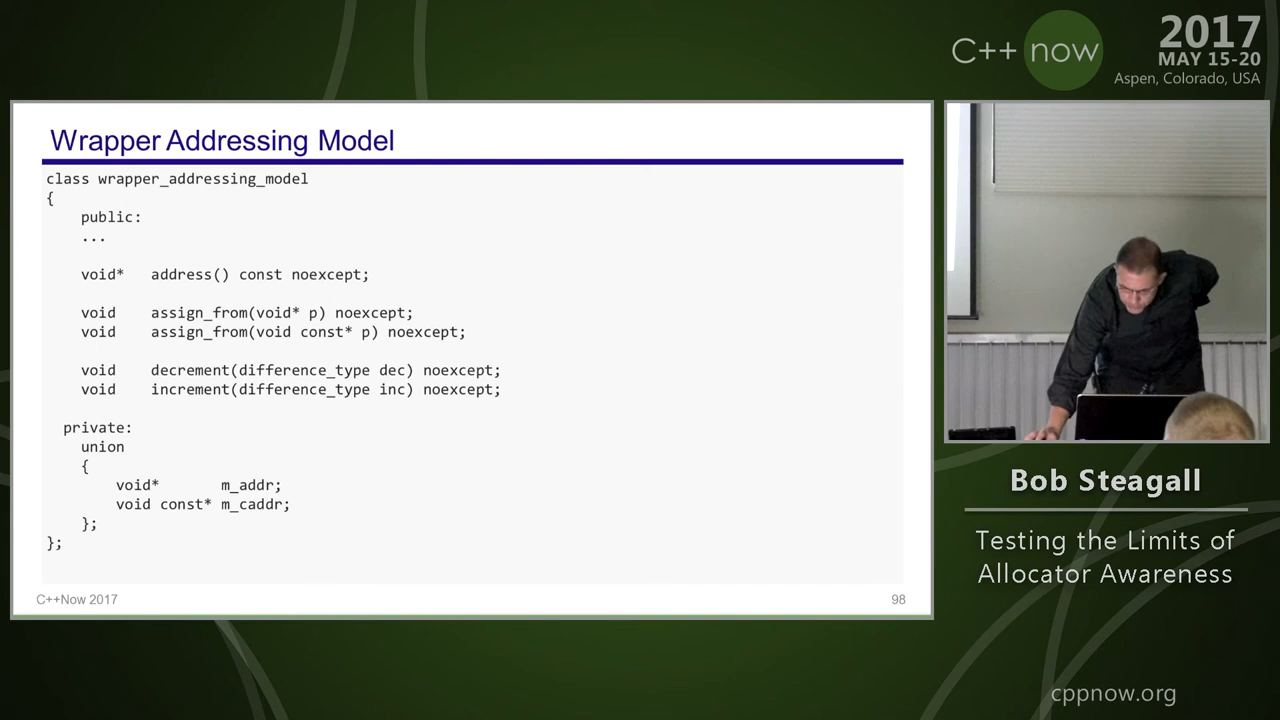 C++ now
2017
MAY 15-20
Aspen, Colorado, USA
Wrapper Addressing Model
class wrapper_addressing_model
{
    public:
    ...
    void*   address() const noexcept;
    void    assign_from(void* p) noexcept;
    void    assign_from(void const* p) noexcept;
    void    decrement(difference_type dec) noexcept;
    void    increment(difference_type inc) noexcept;
  private:
    union
    {
        void*       m_addr;
        void const* m_caddr;
    };
};
C++Now 2017
98
Bob Steagall
Testing the Limits of
Allocator Awareness
cppnow.org